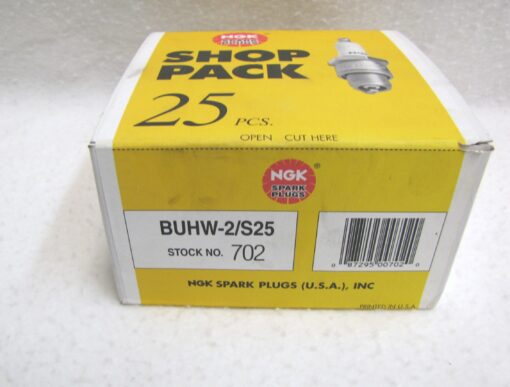 NGK
SHOP
PACK
25 PCS.
OPEN CUT HERE
NGK
SPARK
PLUGS
®
BUHW-2/S25
STOCK NO. 702
0 87295 00702 0
NGK SPARK PLUGS (U.S.A.), INC
PRINTED IN U.S.A.